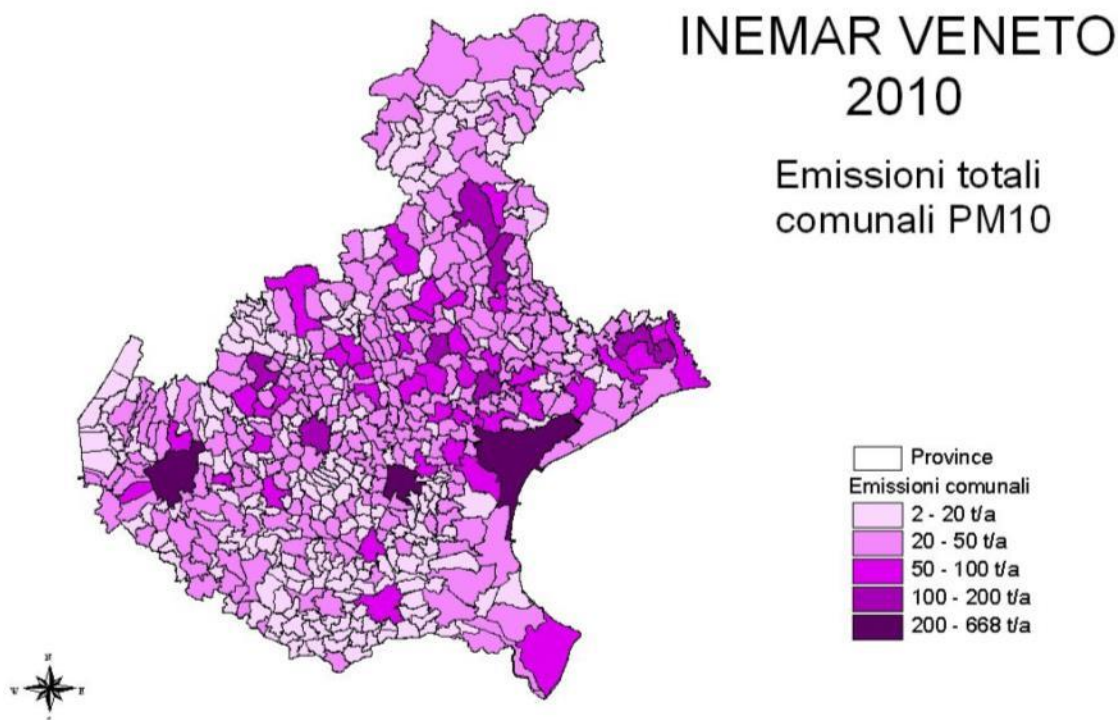 INEMAR VENETO
2010
Emissioni totali
comunali PM10
Province
Emissioni comunali
2 - 20 t/a
20 - 50 t/a
50 - 100 t/a
100 - 200 t/a
200 - 668 t/a
N
W
E
S